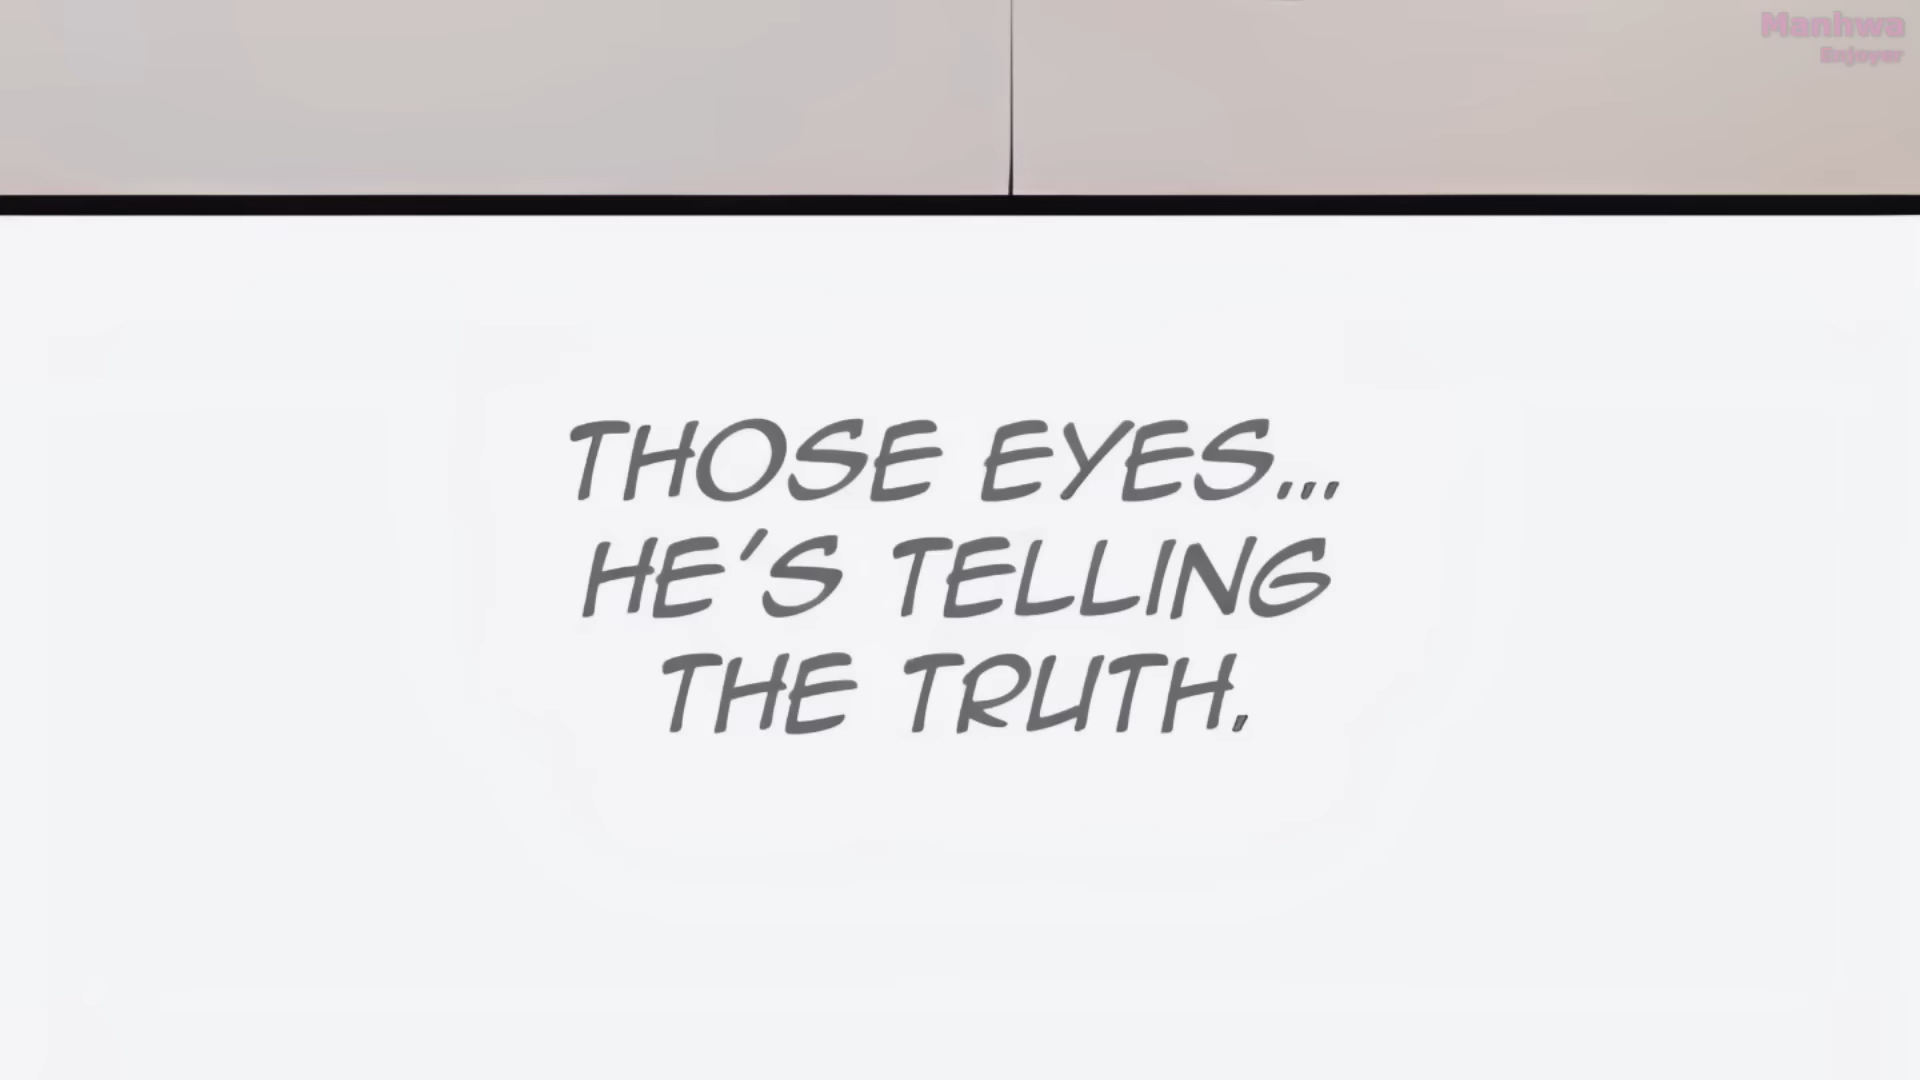 Manhwa
Enjoyer
THOSE EYES...
HE'S TELLING
THE TRUTH.